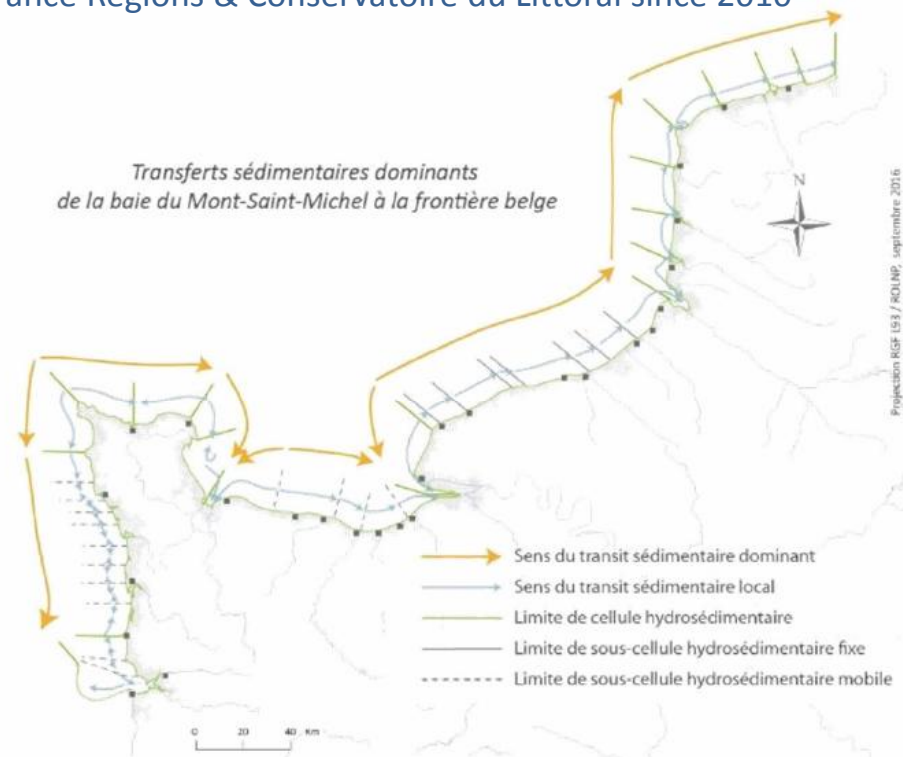 ance Régions & Conservatoire du Littoral since 2016
Transferts sédimentaires dominants
de la baie du Mont-Saint-Michel à la frontière belge
N
Projection RGF L93 / ROLNP, septembre 2016
Sens du transit sédimentaire dominant
Sens du transit sédimentaire local
Limite de cellule hydrosédimentaire
Limite de sous-cellule hydrosédimentaire fixe
Limite de sous-cellule hydrosédimentaire mobile
0 20 40 Km